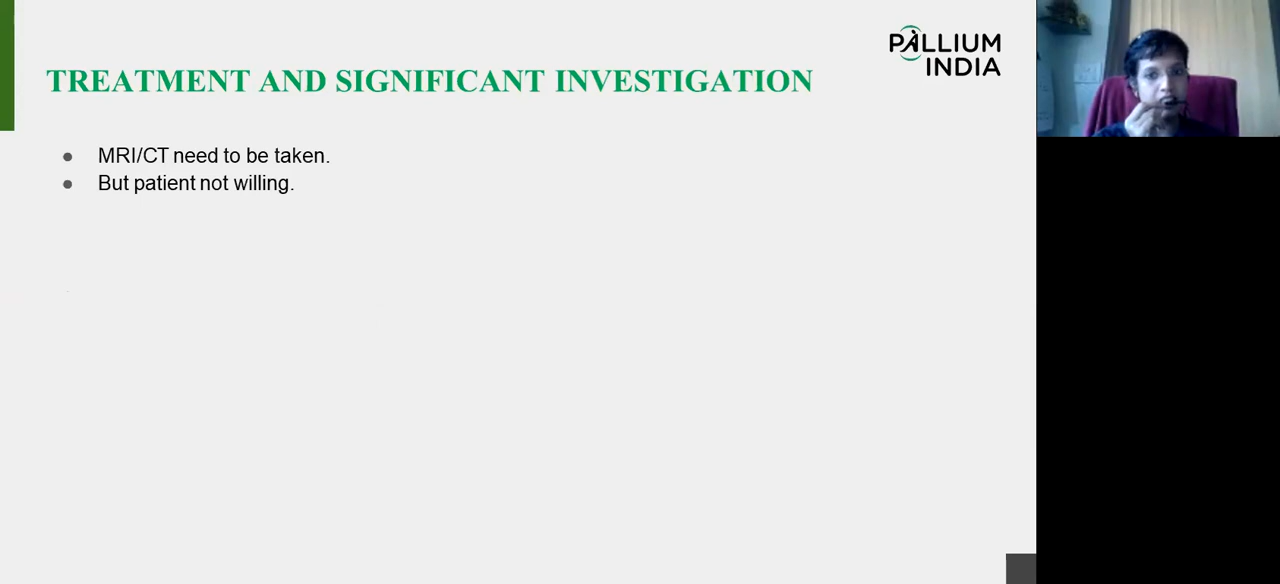 PALLIUM
INDIA
TREATMENT AND SIGNIFICANT INVESTIGATION
● MRI/CT need to be taken.
● But patient not willing.